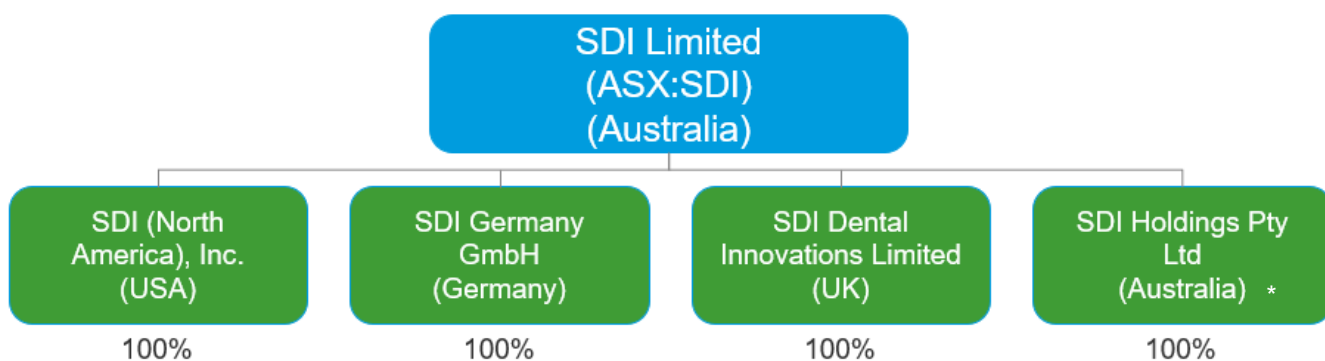 SDI Limited
(ASX:SDI)
(Australia)
SDI (North
America), Inc.
(USA)
100%
SDI Germany
GmbH
(Germany)
100%
SDI Dental
Innovations Limited
(UK)
100%
SDI Holdings Pty
Ltd
(Australia) *
100%